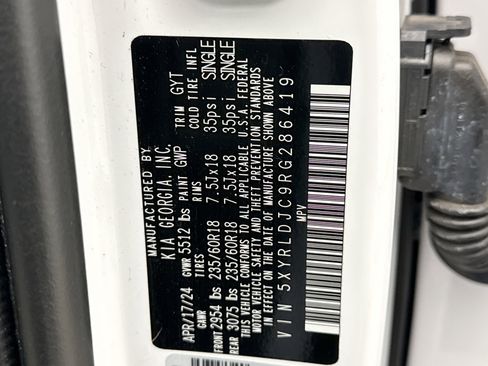 MANUFACTURED BY
KIA GEORGIA, INC.
APR/17/24 GVWR 5512 lbs PAINT GWP TRIM GYT
GAWR TIRES RIMS COLD TIRE INFL
FRONT 2954 lbs 235/60R18 7.5Jx18 35psi SINGLE
REAR 3075 lbs 235/60R18 7.5Jx18 35psi SINGLE
THIS VEHICLE CONFORMS TO ALL APPLICABLE U.S.A. FEDERAL
MOTOR VEHICLE SAFETY AND THEFT PREVENTION STANDARDS
IN EFFECT ON THE DATE OF MANUFACTURE SHOWN ABOVE
VIN 5XYRLDJC9RG286419
MPV